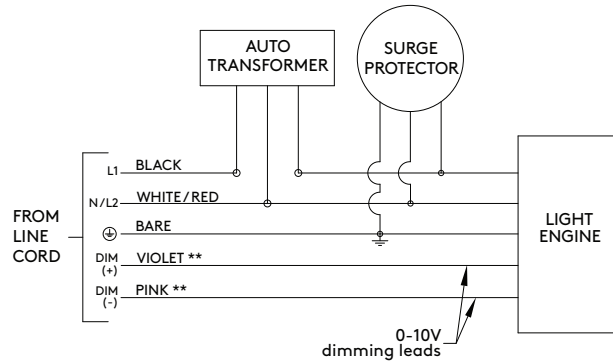 AUTO
TRANSFORMER
SURGE
PROTECTOR
L1 BLACK
N/L2 WHITE/RED
BARE
DIM
(+) VIOLET **
DIM
(-) PINK **
FROM
LINE
CORD
LIGHT
ENGINE
0-10V
dimming leads